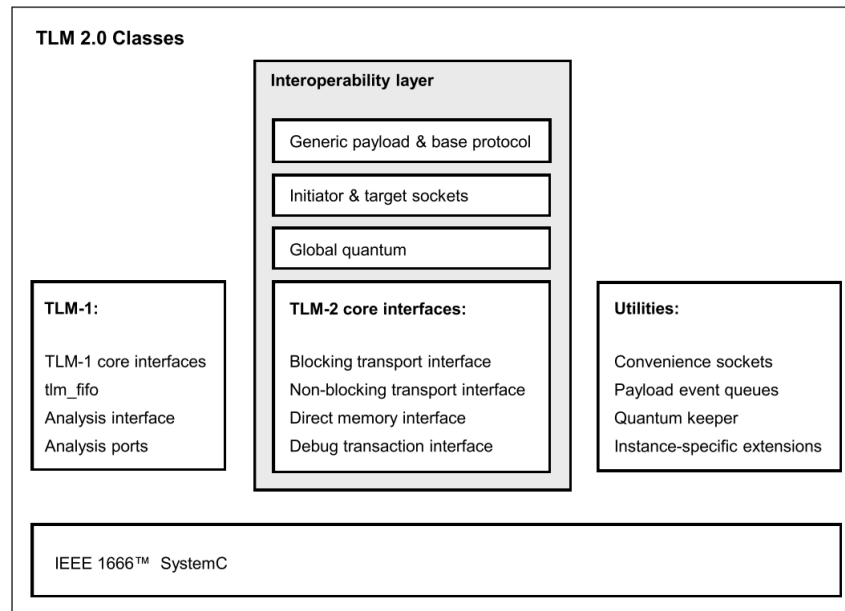 TLM 2.0 Classes
Interoperability layer
Generic payload & base protocol
Initiator & target sockets
Global quantum
TLM-1:
TLM-1 core interfaces
tlm_fifo
Analysis interface
Analysis ports
TLM-2 core interfaces:
Blocking transport interface
Non-blocking transport interface
Direct memory interface
Debug transaction interface
Utilities:
Convenience sockets
Payload event queues
Quantum keeper
Instance-specific extensions
IEEE 1666™ SystemC